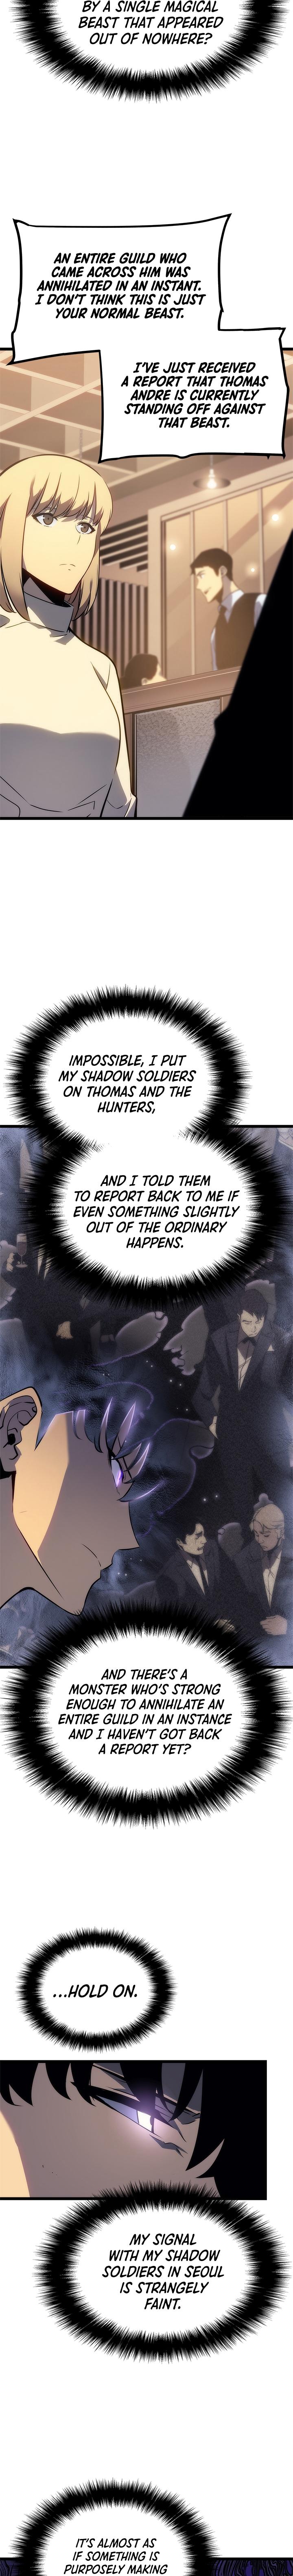 BY A SINGLE MAGICAL
BEAST THAT APPEARED
OUT OF NOWHERE?
AN ENTIRE GUILD WHO
CAME ACROSS HIM WAS
ANNIHILATED IN AN INSTANT.
I DON'T THINK THIS IS JUST
YOUR NORMAL BEAST.
I'VE JUST RECEIVED
A REPORT THAT THOMAS
ANDRE IS CURRENTLY
STANDING OFF AGAINST
THAT BEAST.
IMPOSSIBLE, I PUT
MY SHADOW SOLDIERS
ON THOMAS AND THE
HUNTERS,
AND I TOLD THEM
TO REPORT BACK TO ME IF
EVEN SOMETHING SLIGHTLY
OUT OF THE ORDINARY
HAPPENS.
AND THERE'S A
MONSTER WHO'S STRONG
ENOUGH TO ANNIHILATE AN
ENTIRE GUILD IN AN INSTANCE
AND I HAVEN'T GOT BACK
A REPORT YET?
...HOLD ON.
MY SIGNAL
WITH MY SHADOW
SOLDIERS IN SEOUL
IS STRANGELY
FAINT.
IT'S ALMOST AS
IF SOMETHING IS
PURPOSELY MAKING